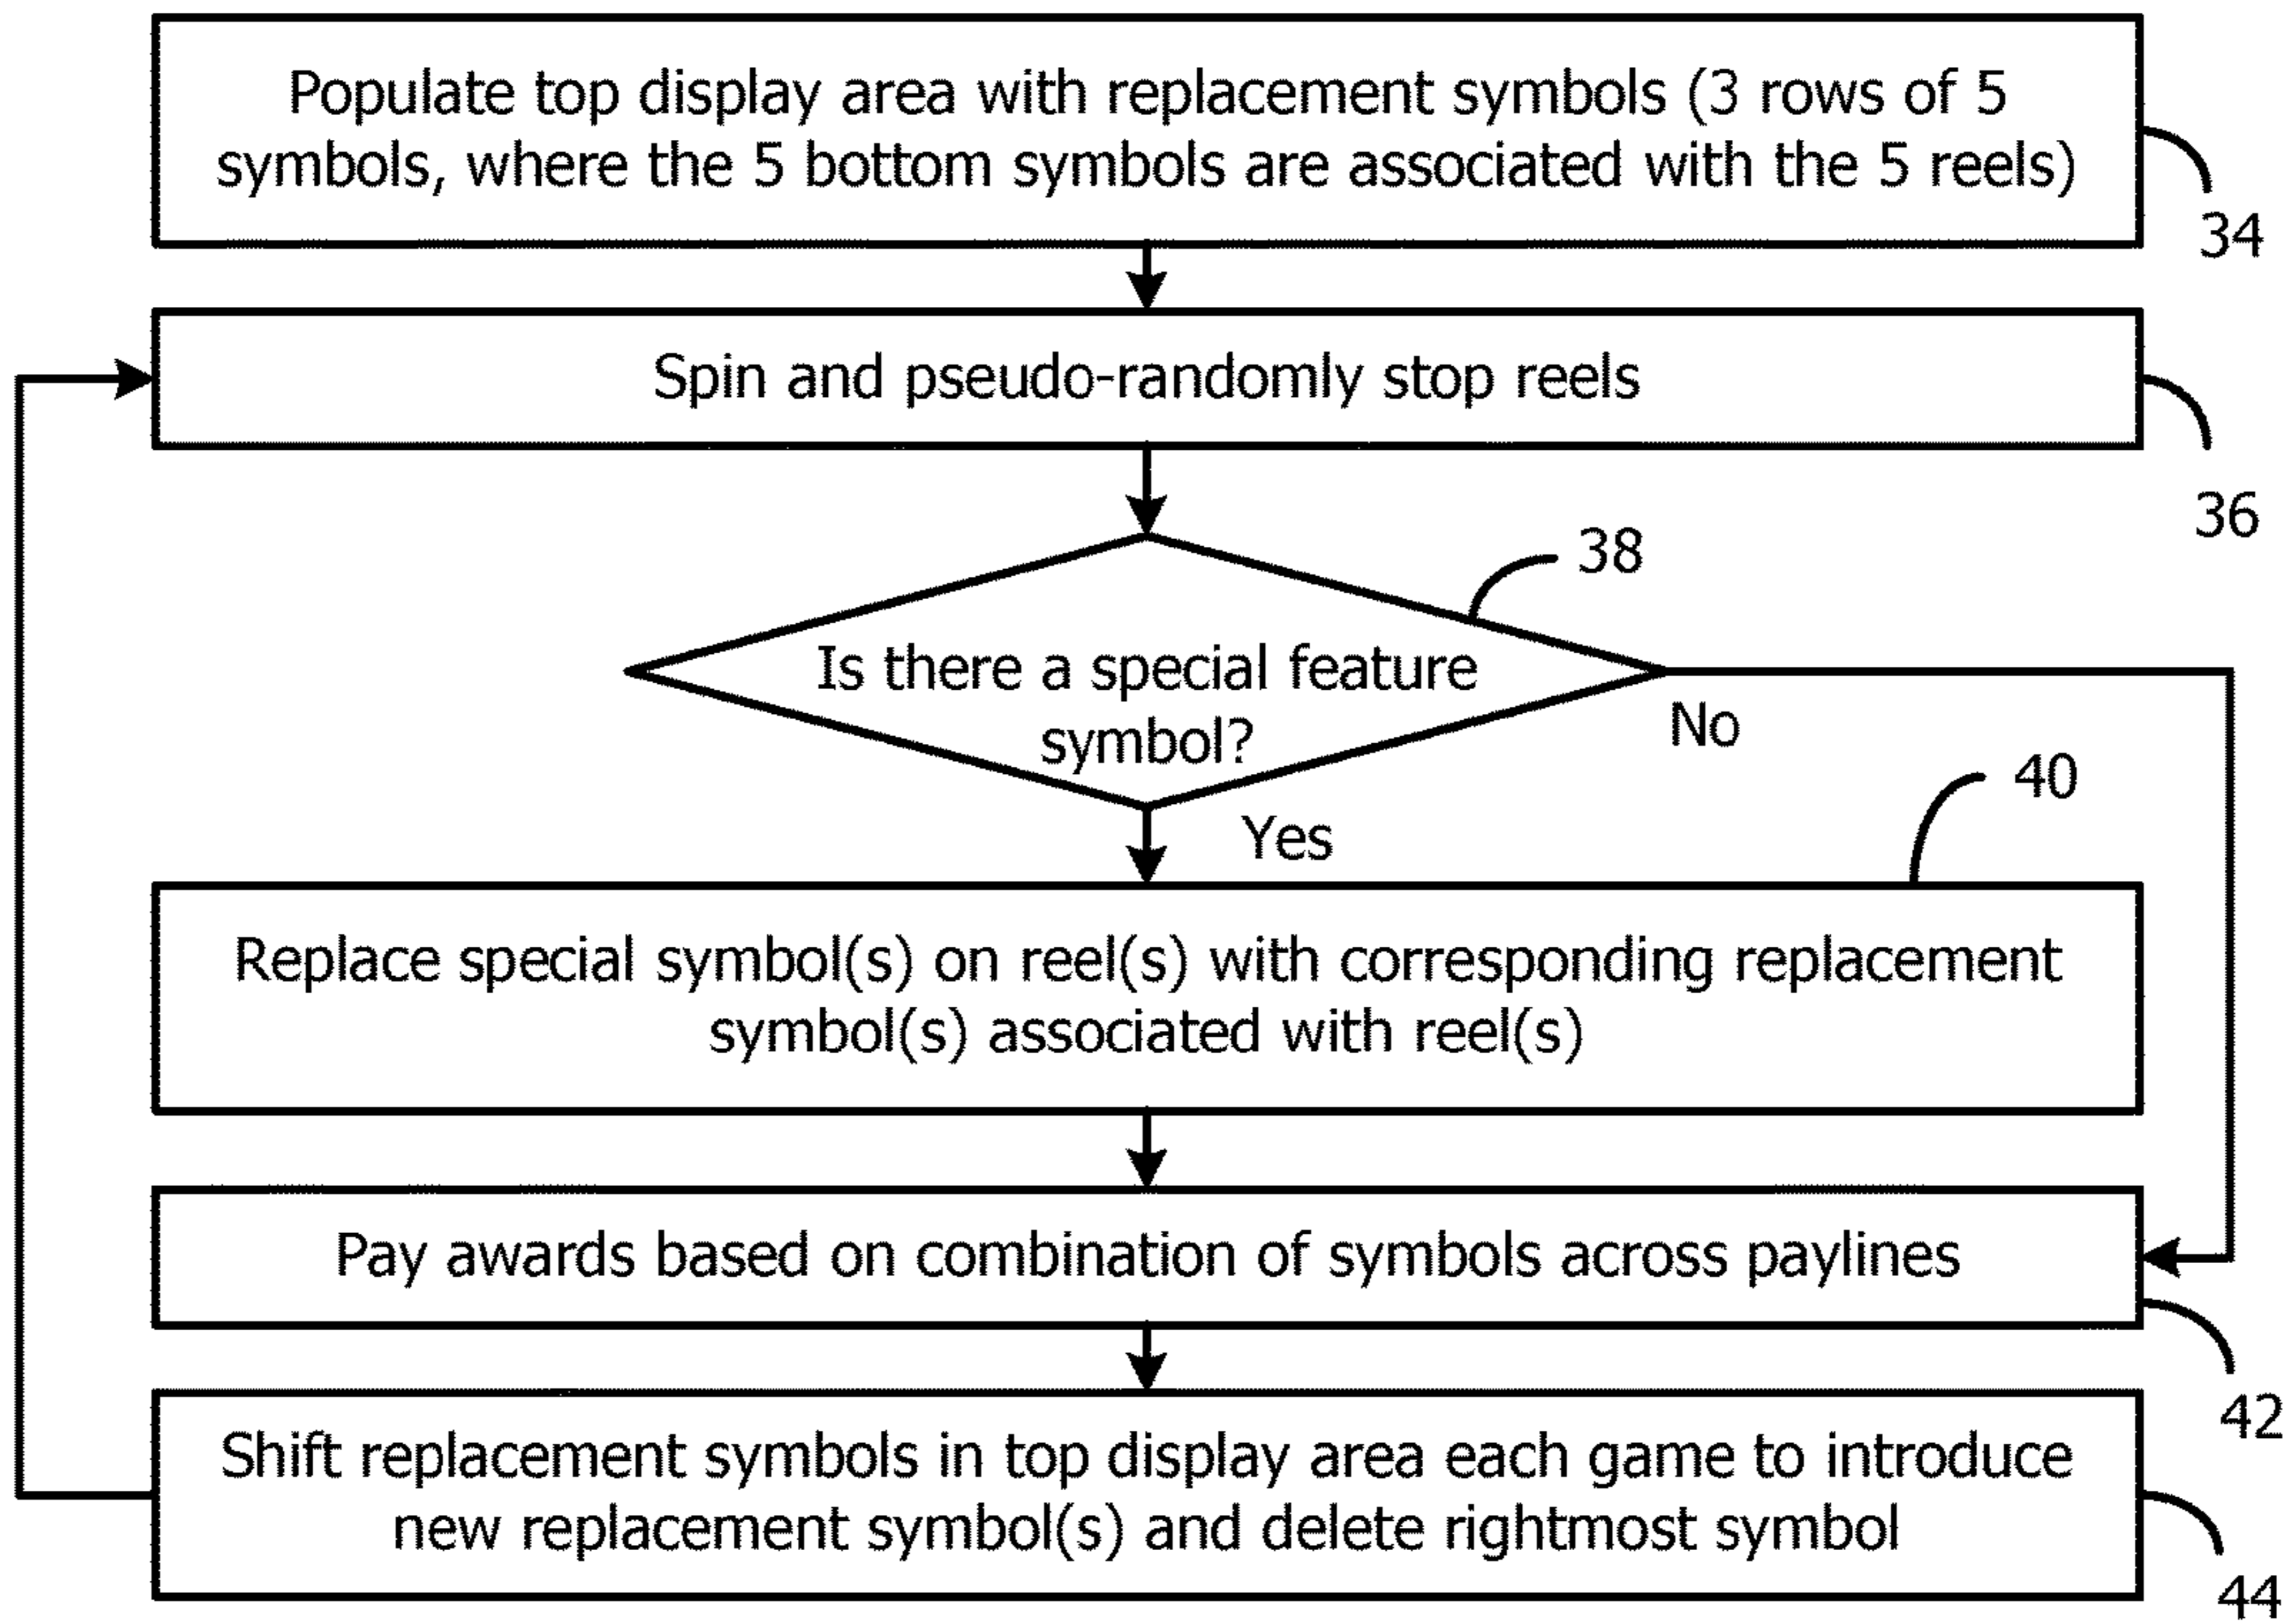 Populate top display area with replacement symbols (3 rows of 5
symbols, where the 5 bottom symbols are associated with the 5 reels)
34
Spin and pseudo-randomly stop reels
36
38
Is there a special feature
symbol?
No
Yes
40
Replace special symbol(s) on reel(s) with corresponding replacement
symbol(s) associated with reel(s)
Pay awards based on combination of symbols across paylines
42
Shift replacement symbols in top display area each game to introduce
new replacement symbol(s) and delete rightmost symbol
44